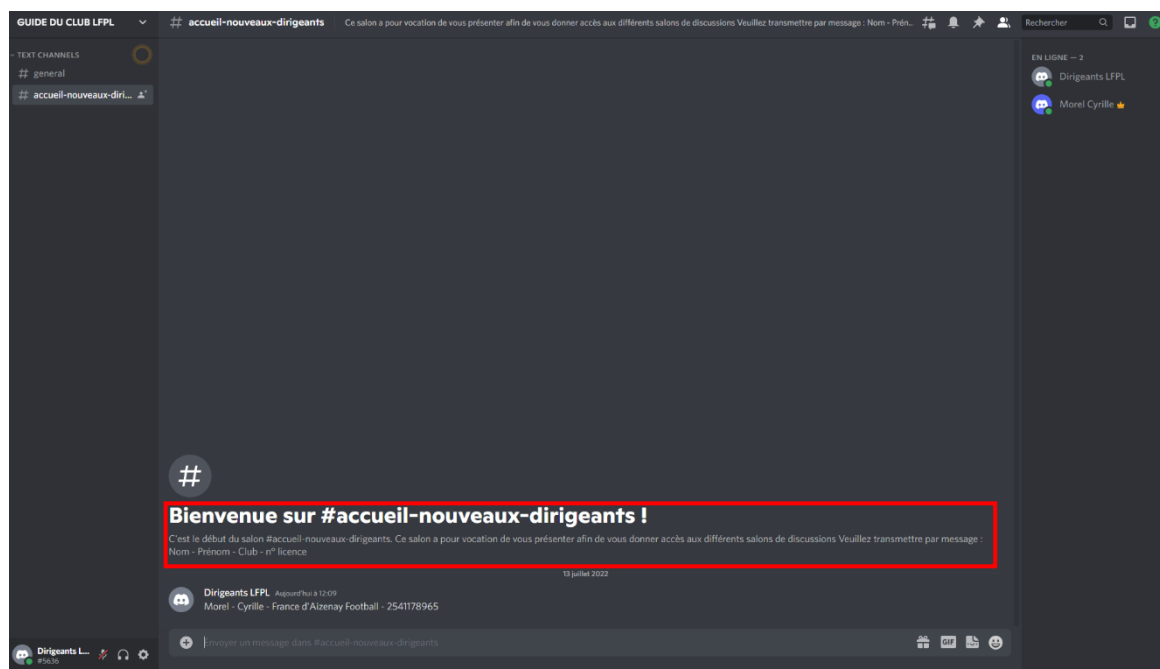 GUIDE DU CLUB LFPL
# accueil-nouveaux-dirigeants
Ce salon a pour vocation de vous présenter afin de vous donner accès aux différents salons de discussions Veuillez transmettre par message : Nom - Prén...
Rechercher
TEXT CHANNELS
# general
# accueil-nouveaux-diri...
EN LIGNE — 2
Dirigeants LFPL
Morel Cyrille
#
Bienvenue sur #accueil-nouveaux-dirigeants !
C'est le début du salon #accueil-nouveaux-dirigeants. Ce salon a pour vocation de vous présenter afin de vous donner accès aux différents salons de discussions Veuillez transmettre par message :
Nom - Prénom - Club - n° licence
13 juillet 2022
Dirigeants LFPL Aujourd'hui à 12:09
Morel - Cyrille - France d'Aizenay Football - 2541178965
Envoyer un message dans #accueil-nouveaux-dirigeants
GIF
Dirigeants L...
#5636